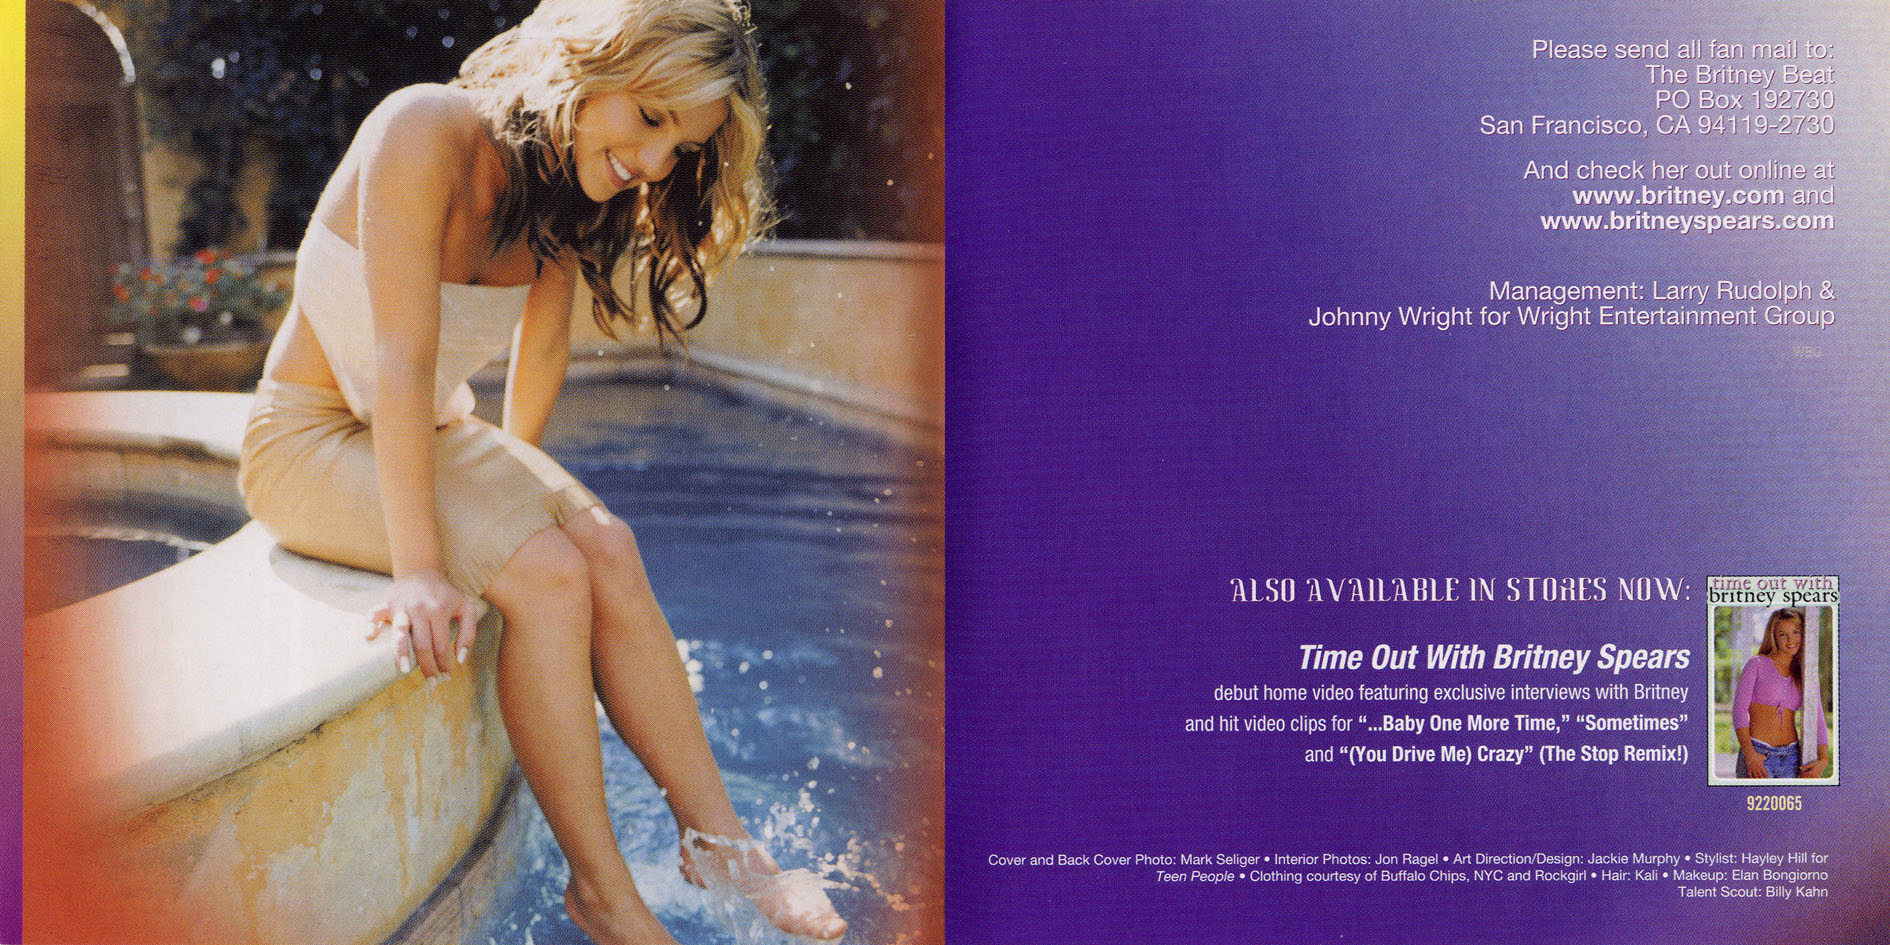 Please send all fan mail to:
The Britney Beat
PO Box 192730
San Francisco, CA 94119-2730
And check her out online at
www.britney.com and
www.britneyspears.com
Management: Larry Rudolph &
Johnny Wright for Wright Entertainment Group
WEG
ALSO AVAILABLE IN STORES NOW:
time out with
britney spears
Time Out With Britney Spears
debut home video featuring exclusive interviews with Britney
and hit video clips for “...Baby One More Time,” “Sometimes”
and “(You Drive Me) Crazy” (The Stop Remix!)
9220065
Cover and Back Cover Photo: Mark Seliger • Interior Photos: Jon Ragel • Art Direction/Design: Jackie Murphy • Stylist: Hayley Hill for
Teen People • Clothing courtesy of Buffalo Chips, NYC and Rockgirl • Hair: Kali • Makeup: Elan Bongiorno
Talent Scout: Billy Kahn